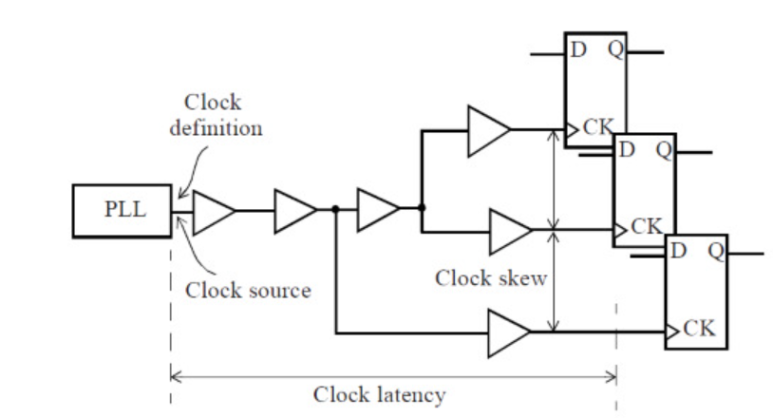 D Q
Clock
definition
CK
D Q
PLL
CK
D Q
Clock source
Clock skew
CK
Clock latency